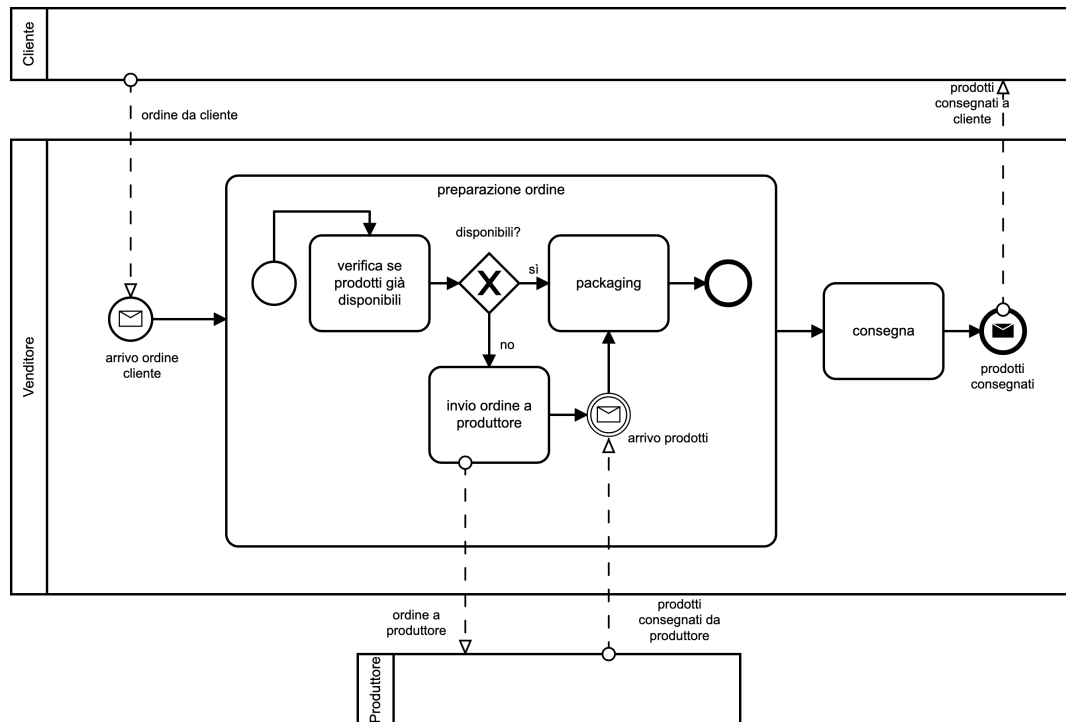 Cliente
ordine da cliente
prodotti
consegnati a
cliente
Venditore
preparazione ordine
disponibili?
verifica se
prodotti già
disponibili
sì
packaging
no
invio ordine a
produttore
arrivo prodotti
arrivo ordine
cliente
consegna
prodotti
consegnati
ordine a
produttore
prodotti
consegnati da
produttore
Produttore